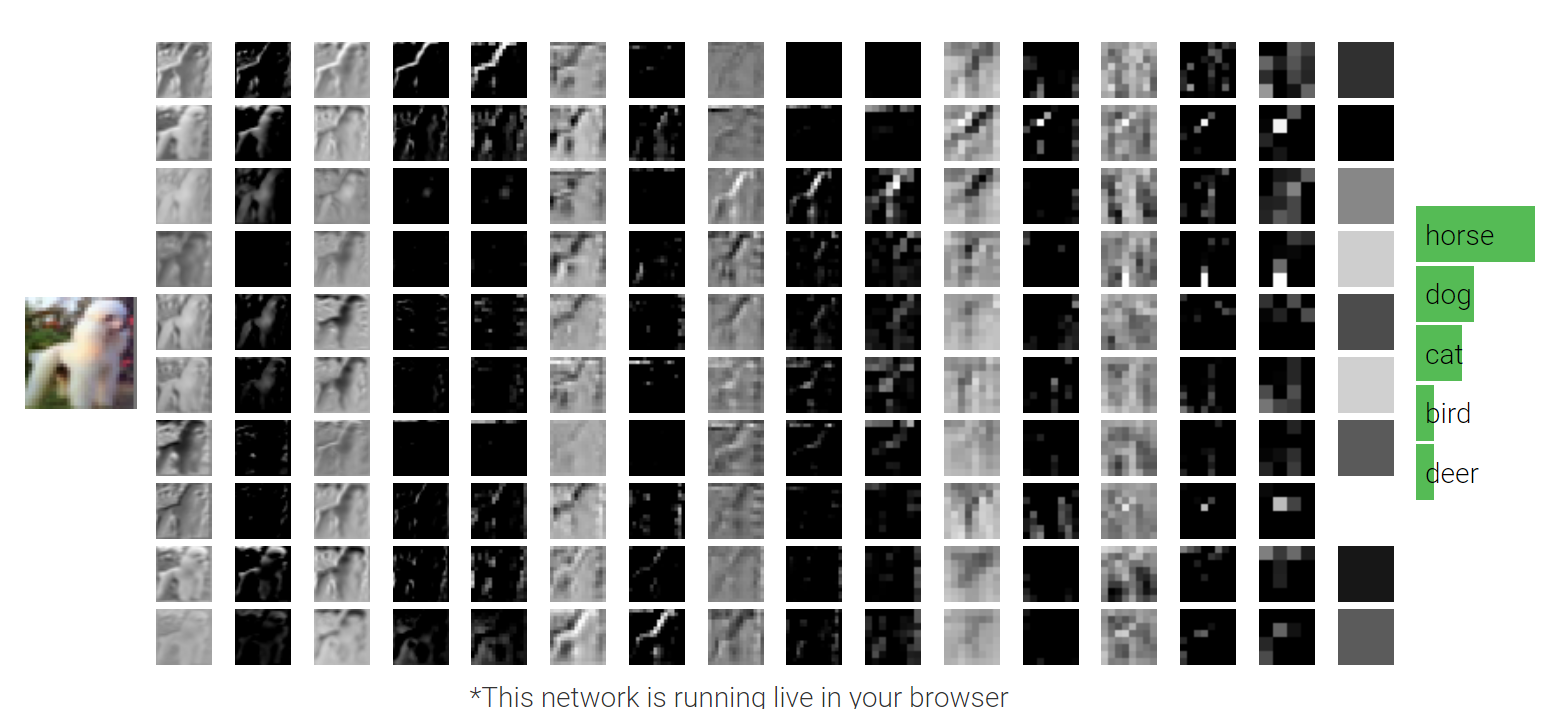 horse
dog
cat
bird
deer
*This network is running live in your browser